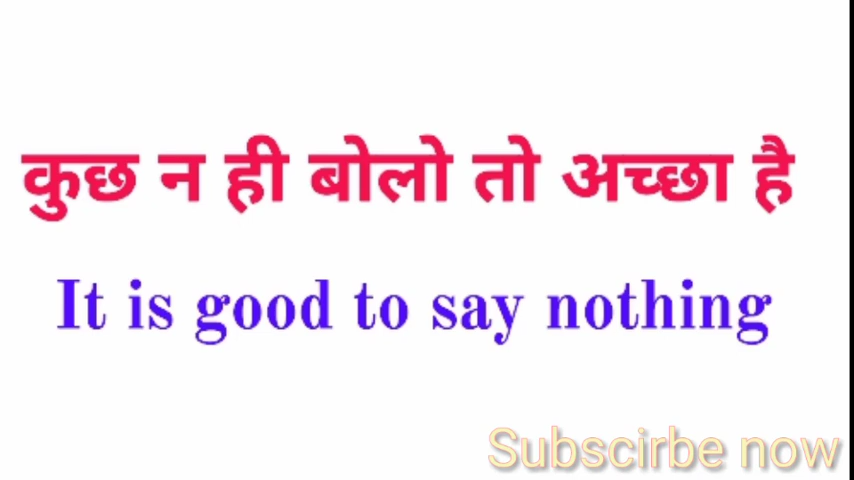 कुछ न ही बोलो तो अच्छा है
It is good to say nothing
Subscirbe now